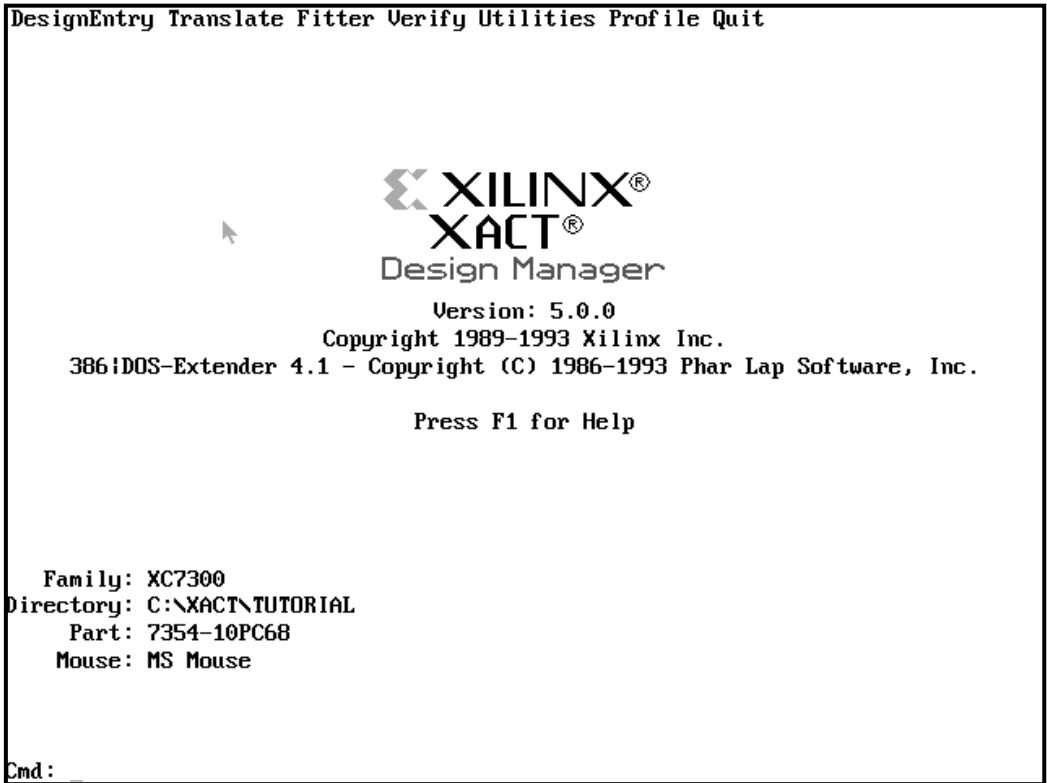 DesignEntry Translate Fitter Verify Utilities Profile Quit
XILINX®
XACT®
Design Manager
Version: 5.0.0
Copyright 1989-1993 Xilinx Inc.
386|DOS-Extender 4.1 - Copyright (C) 1986-1993 Phar Lap Software, Inc.
Press F1 for Help
Family: XC7300
Directory: C:\XACT\TUTORIAL
Part: 7354-10PC68
Mouse: MS Mouse
Cmd: _